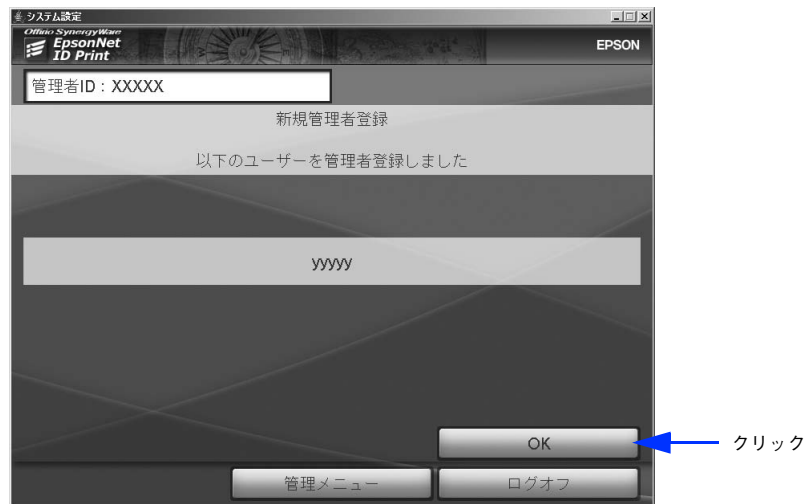 システム設定
Offirio SynergyWare
EpsonNet
ID Print
EPSON
管理者ID：XXXXX
新規管理者登録
以下のユーザーを管理者登録しました
yyyyy
OK
クリック
管理メニュー
ログオフ